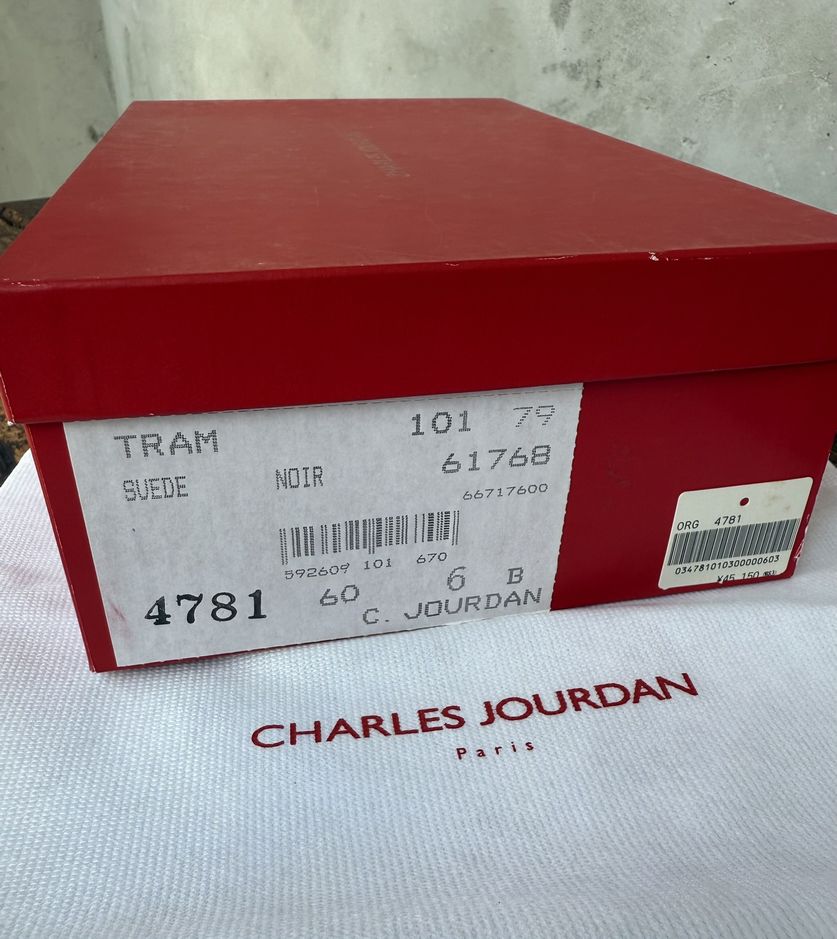 TRAM 101 79
SUEDE NOIR 61768
66717600
592609 101 670
4781 60 6 B
C. JOURDAN
ORG 4781
034781010300000603
¥45,150
CHARLES JOURDAN
Paris